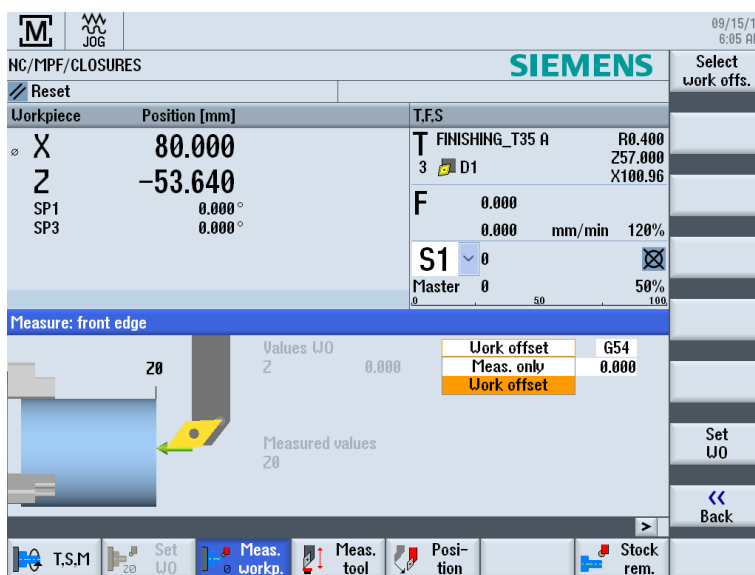 09/15/1
6:05 AM
M
JOG
NC/MPF/CLOSURES
SIEMENS
Select
work offs.
Reset
Workpiece Position [mm]
T,F,S
ø X 80.000
Z -53.640
SP1 0.000°
SP3 0.000°
T FINISHING_T35 A R0.400
3 D1 Z57.000
X100.96
F 0.000
0.000 mm/min 120%
S1 0
Master 0 50%
0 50 100
Measure: front edge
Z0
Values WO
Z 0.000
Measured values
Z0
Work offset G54
Meas. only 0.000
Work offset
Set
WO
<<
Back
>
T,S,M
Z0
Set
WO
ø
Meas.
workp.
Meas.
tool
Posi-
tion
Stock
rem.